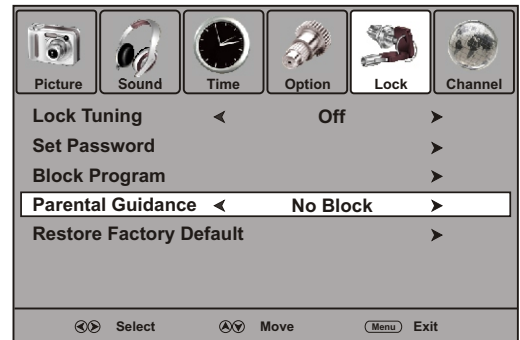 Picture Sound Time Option Lock Channel
Lock Tuning Off
Set Password
Block Program
Parental Guidance No Block
Restore Factory Default
Select Move Menu Exit